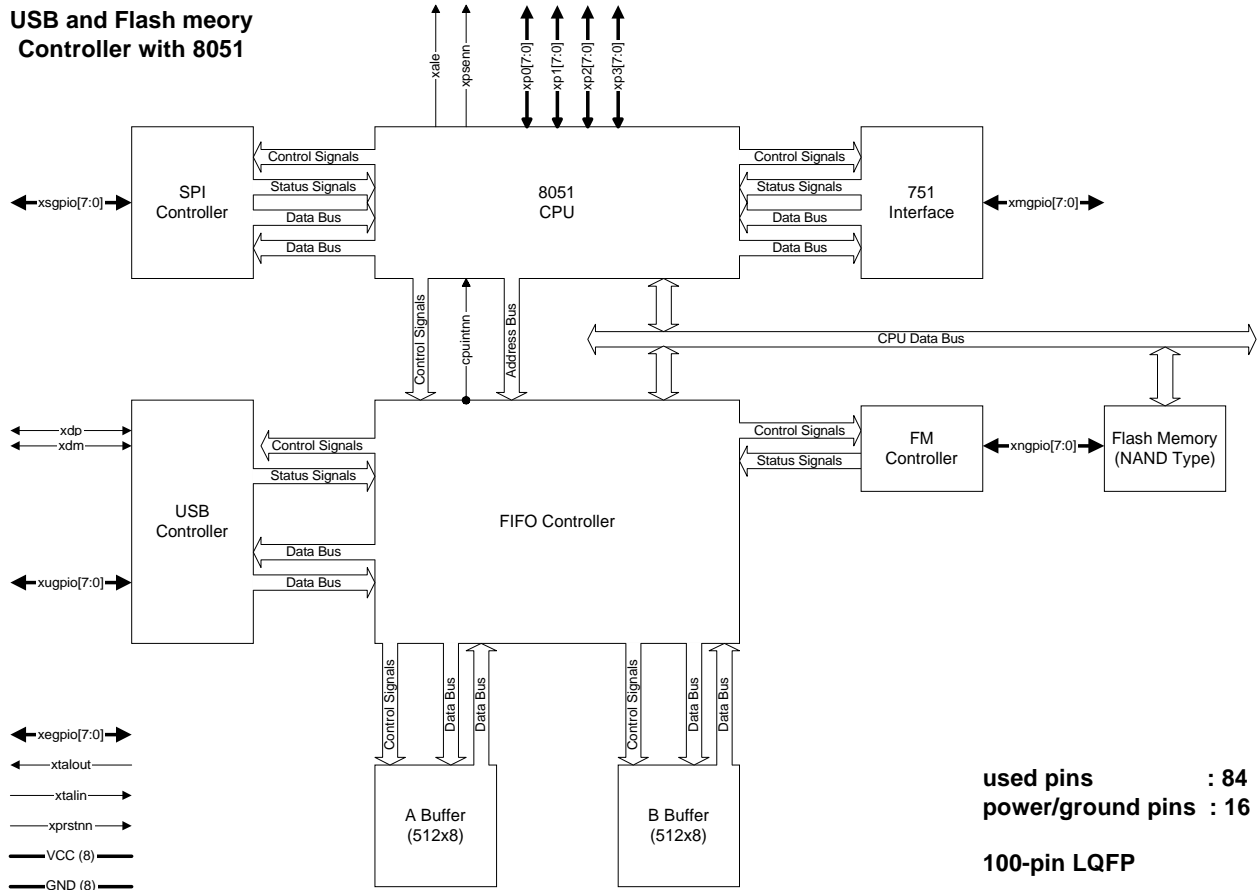 USB and Flash meory
Controller with 8051
xale
xpsenn
xp0[7:0]
xp1[7:0]
xp2[7:0]
xp3[7:0]
SPI
Controller
xsgpio[7:0]
Control Signals
Status Signals
Data Bus
Data Bus
8051
CPU
Control Signals
Status Signals
Data Bus
Data Bus
751
Interface
xmgpio[7:0]
Control Signals
cpuintnn
Address Bus
CPU Data Bus
xdp
xdm
USB
Controller
xugpio[7:0]
Control Signals
Status Signals
Data Bus
Data Bus
FIFO Controller
Control Signals
Status Signals
FM
Controller
xngpio[7:0]
Flash Memory
(NAND Type)
Control Signals
Data Bus
Data Bus
Control Signals
Data Bus
Data Bus
A Buffer
(512x8)
B Buffer
(512x8)
xegpio[7:0]
xtalout
xtalin
xprstnn
VCC (8)
GND (8)
used pins : 84
power/ground pins : 16
100-pin LQFP